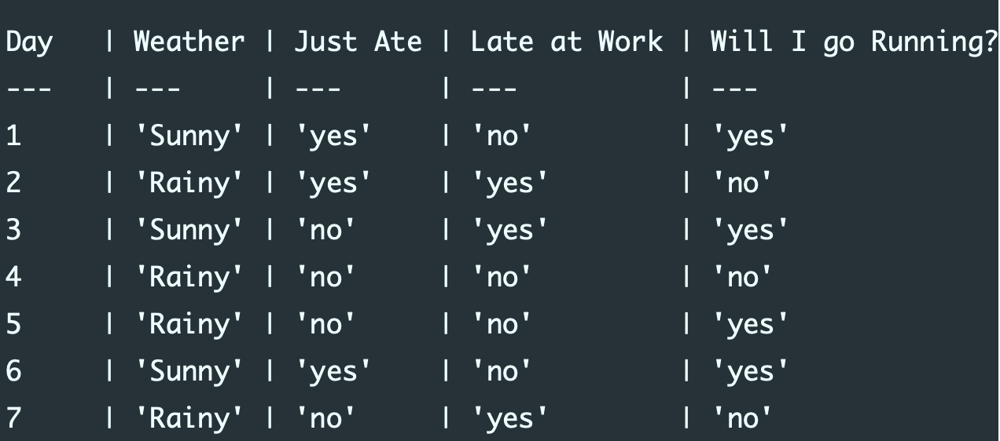 Day | Weather | Just Ate | Late at Work | Will I go Running?
--- | --- | --- | --- | ---
1 | 'Sunny' | 'yes' | 'no' | 'yes'
2 | 'Rainy' | 'yes' | 'yes' | 'no'
3 | 'Sunny' | 'no' | 'yes' | 'yes'
4 | 'Rainy' | 'no' | 'no' | 'no'
5 | 'Rainy' | 'no' | 'no' | 'yes'
6 | 'Sunny' | 'yes' | 'no' | 'yes'
7 | 'Rainy' | 'no' | 'yes' | 'no'